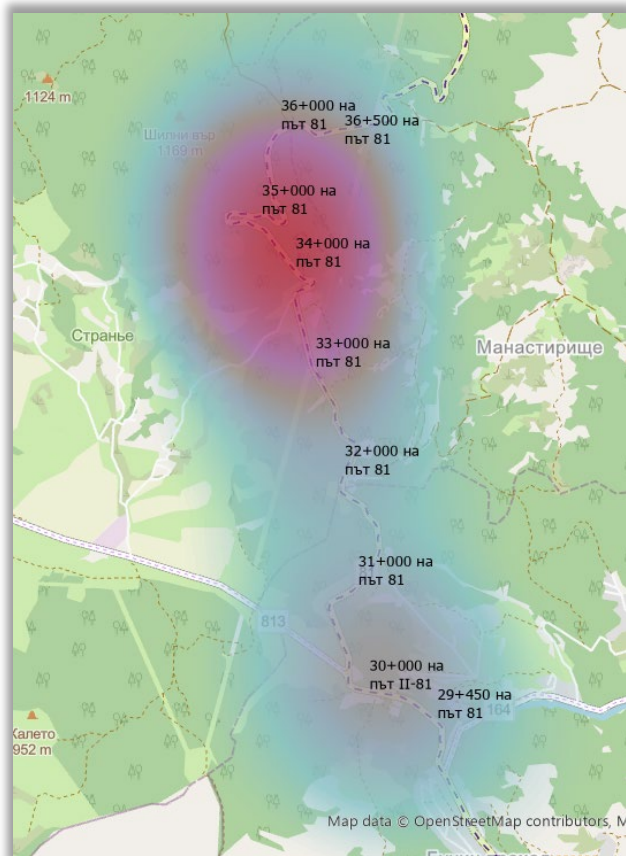 1124 m
Шилни вър
1169 m
36+000 на
път 81
36+500 на
път 81
35+000 на
път 81
34+000 на
път 81
Странье
33+000 на
път 81
Манастирище
32+000 на
път 81
31+000 на
път 81
813
30+000 на
път II-81
29+450 на
път 81
164
Калето
952 m
Map data © OpenStreetMap contributors, M